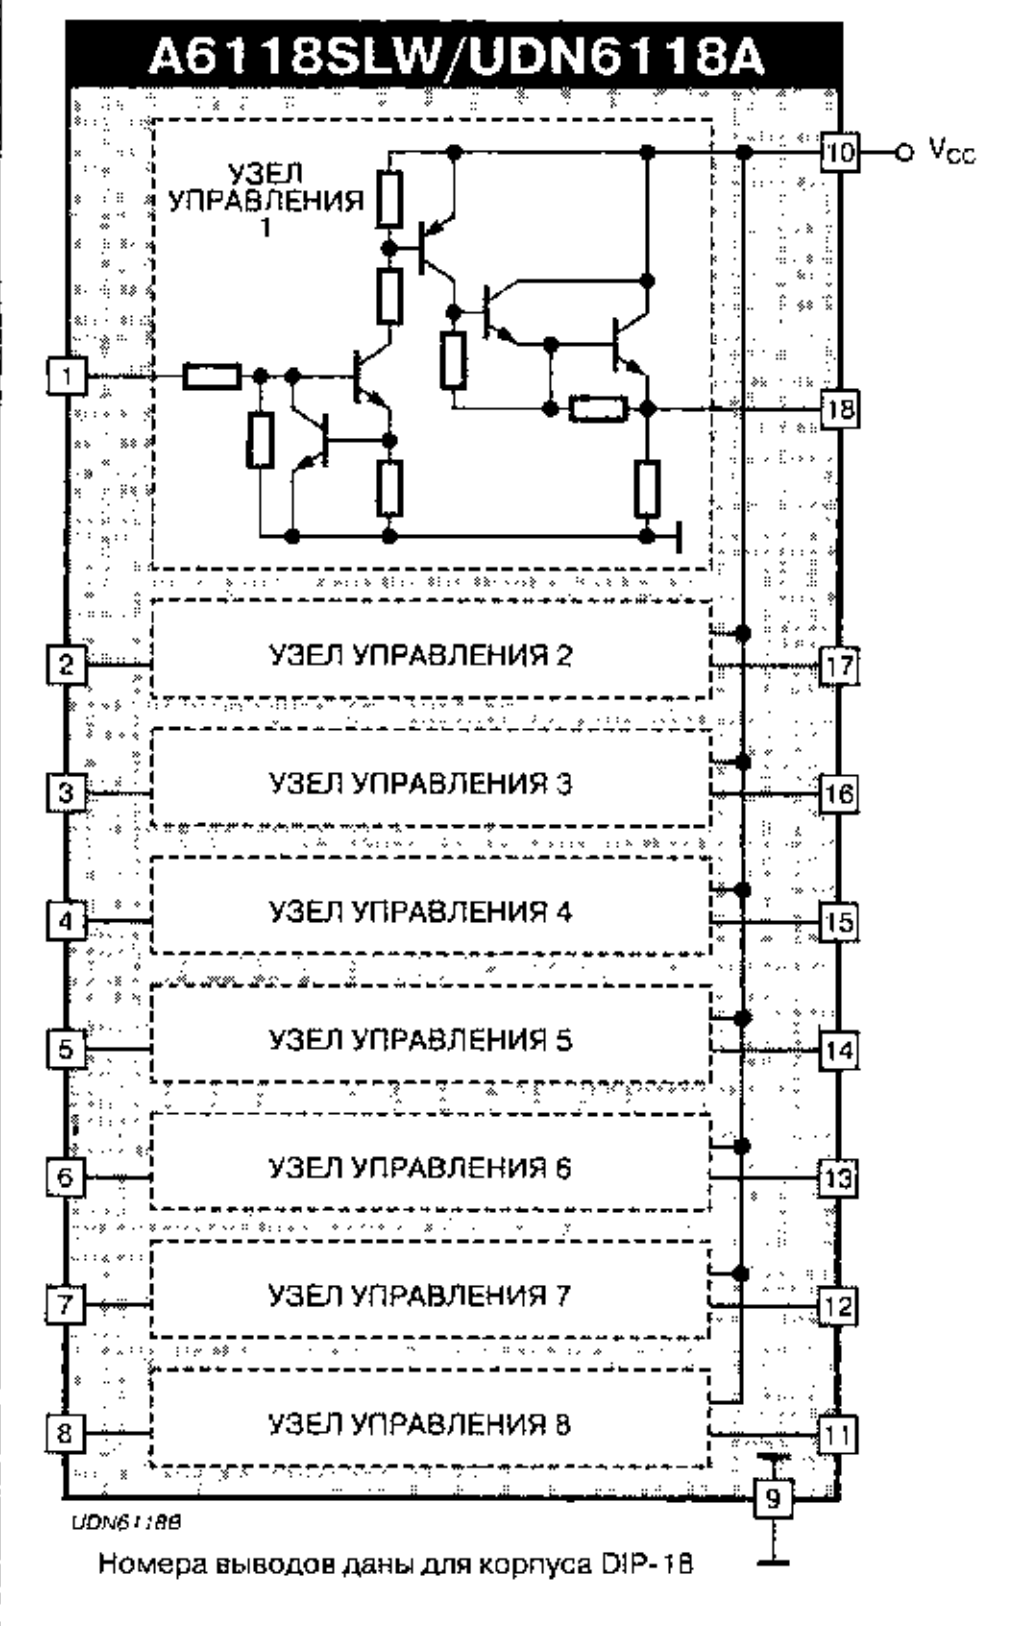 A6118SLW/UDN6118A
УЗЕЛ
УПРАВЛЕНИЯ
1
10
VCC
1
18
2
УЗЕЛ УПРАВЛЕНИЯ 2
17
3
УЗЕЛ УПРАВЛЕНИЯ 3
16
4
УЗЕЛ УПРАВЛЕНИЯ 4
15
5
УЗЕЛ УПРАВЛЕНИЯ 5
14
6
УЗЕЛ УПРАВЛЕНИЯ 6
13
7
УЗЕЛ УПРАВЛЕНИЯ 7
12
8
УЗЕЛ УПРАВЛЕНИЯ 8
11
9
UDN6118B
Номера выводов даны для корпуса DIP-18